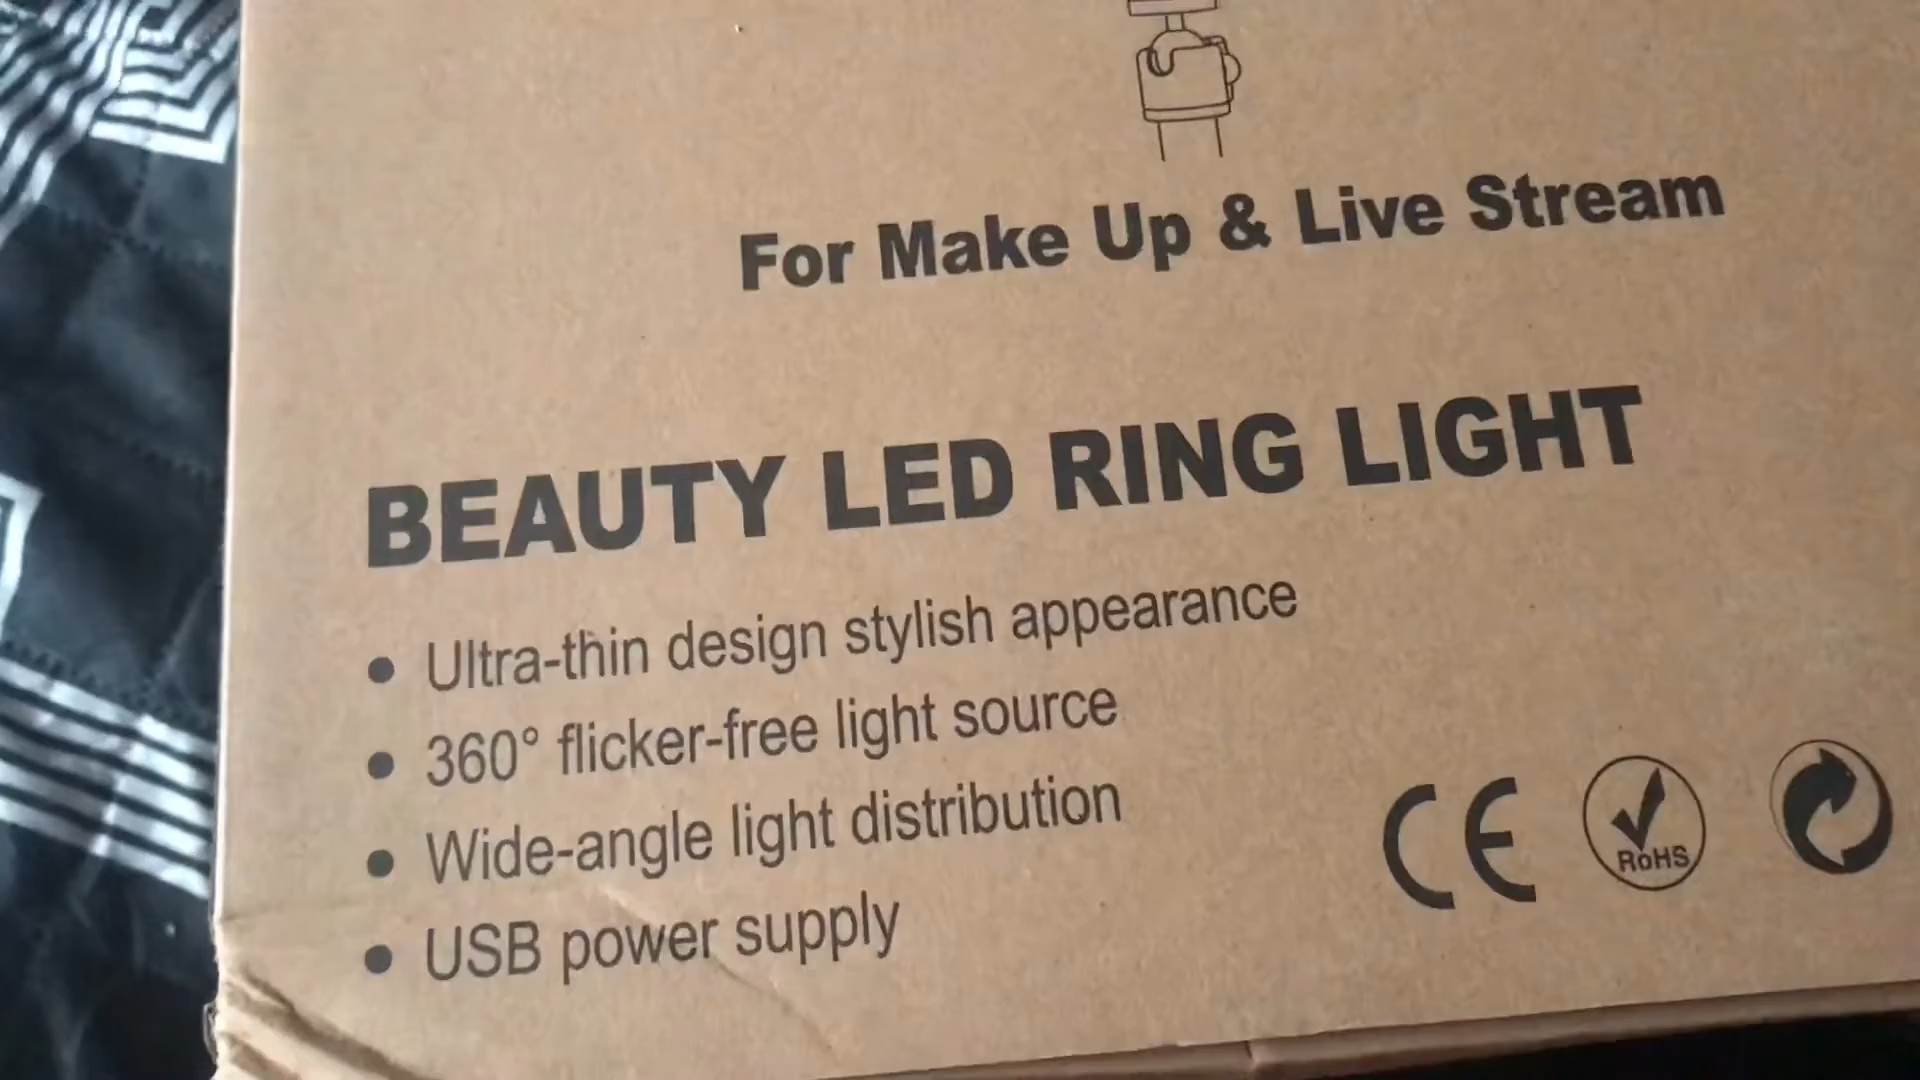 For Make Up & Live Stream
BEAUTY LED RING LIGHT
• Ultra-thin design stylish appearance
• 360° flicker-free light source
• Wide-angle light distribution
• USB power supply
CE
RoHS